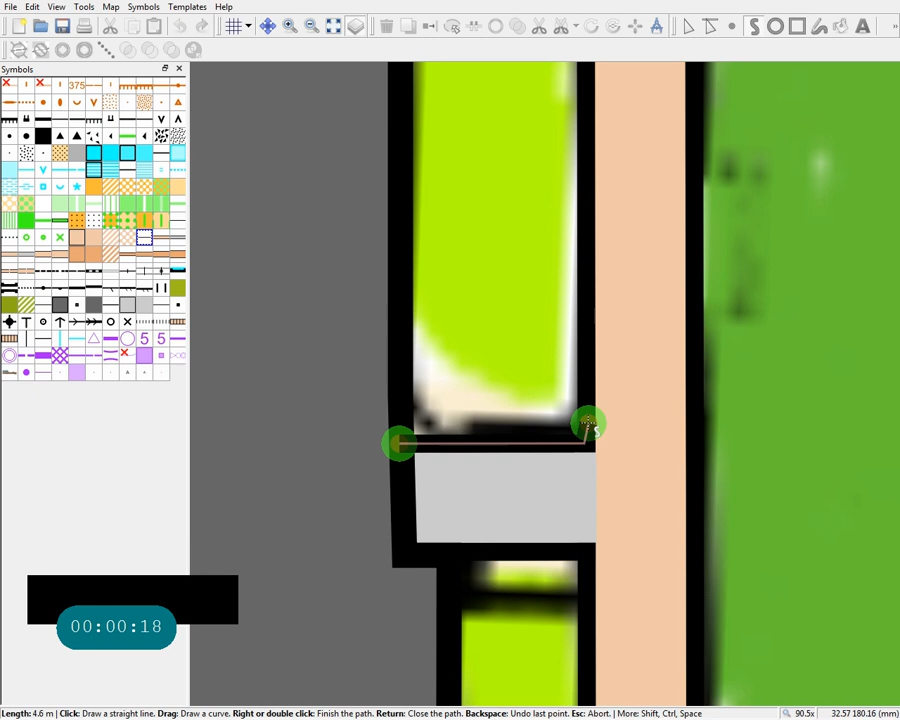 File Edit View Tools Map Symbols Templates Help
Symbols
375
5 5
S
00:00:18
Length: 4.6 m | Click: Draw a straight line. Drag: Draw a curve. Right or double click: Finish the path. Return: Close the path. Backspace: Undo last point. Esc: Abort. | More: Shift, Ctrl, Space
90.5x
32.57 180.16 (mm)